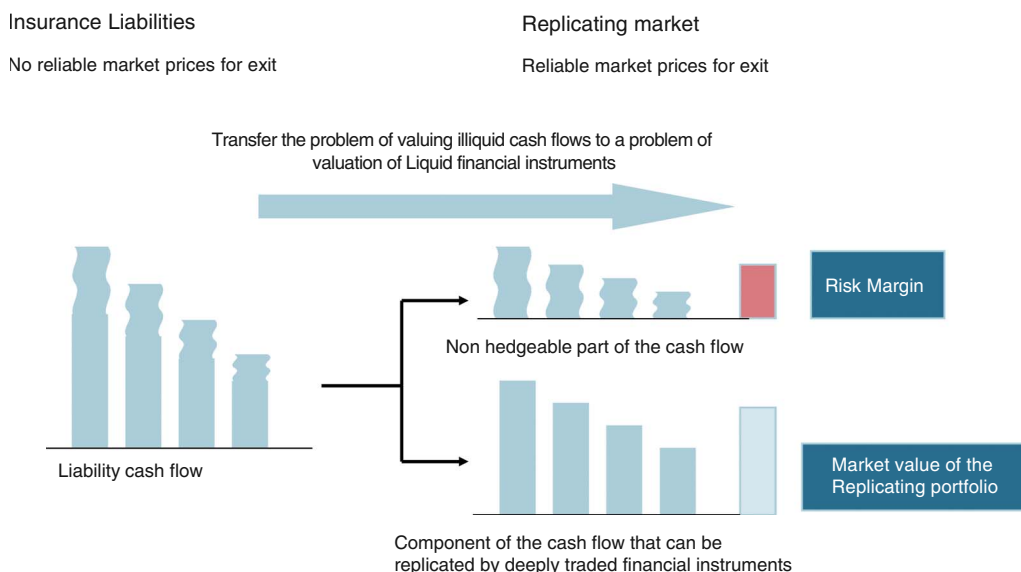 Insurance Liabilities
Replicating market
No reliable market prices for exit
Reliable market prices for exit
Transfer the problem of valuing illiquid cash flows to a problem of
valuation of Liquid financial instruments
Risk Margin
Non hedgeable part of the cash flow
Liability cash flow
Market value of the
Replicating portfolio
Component of the cash flow that can be
replicated by deeply traded financial instruments